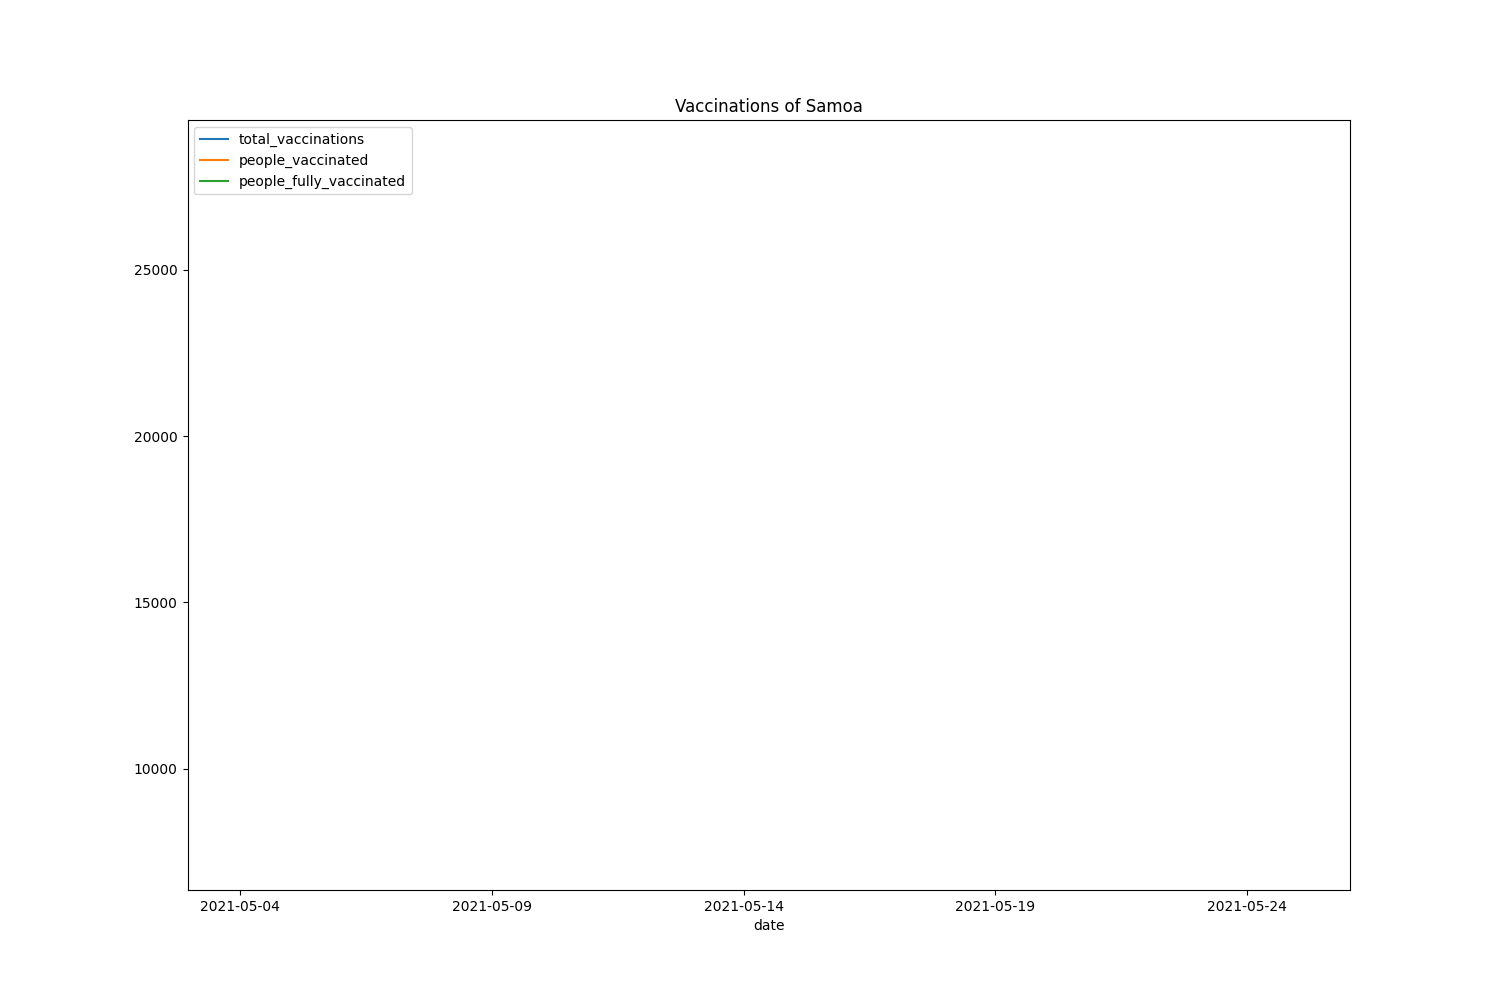 Vaccinations of Samoa
total_vaccinations
people_vaccinated
people_fully_vaccinated
25000
20000
15000
10000
2021-05-04 2021-05-09 2021-05-14 2021-05-19 2021-05-24
date